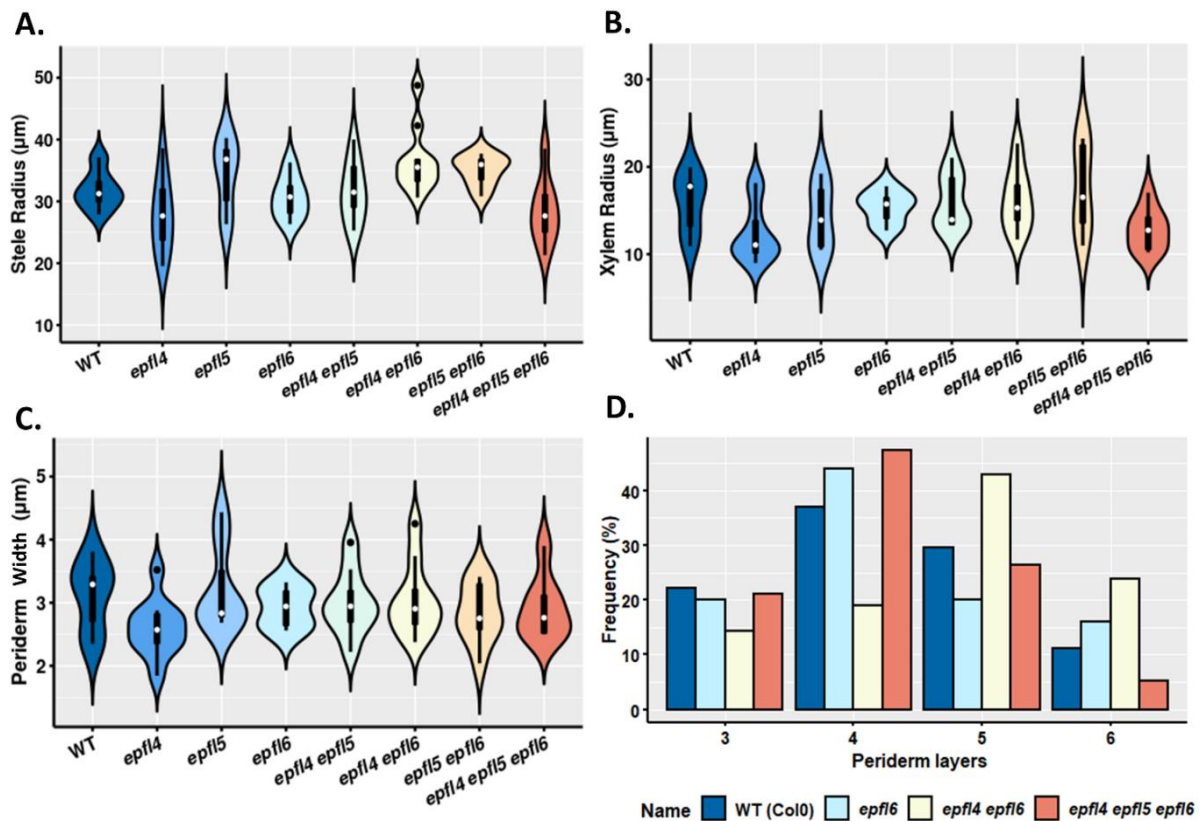 A.
Stele Radius (μm)
50
40
30
20
10
WT
epfl4
epfl5
epfl6
epfl4 epfl5
epfl4 epfl6
epfl5 epfl6
epfl4 epfl5 epfl6
B.
Xylem Radius (μm)
30
20
10
WT
epfl4
epfl5
epfl6
epfl4 epfl5
epfl4 epfl6
epfl5 epfl6
epfl4 epfl5 epfl6
C.
Periderm Width (μm)
5
4
3
2
WT
epfl4
epfl5
epfl6
epfl4 epfl5
epfl4 epfl6
epfl5 epfl6
epfl4 epfl5 epfl6
D.
Frequency (%)
40
30
20
10
0
3 4 5 6
Periderm layers
Name WT (Col0) epfl6 epfl4 epfl6 epfl4 epfl5 epfl6